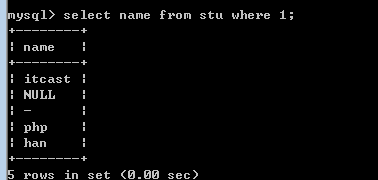 mysql> select name from stu where 1;
+--------+
| name   |
+--------+
| itcast |
| NULL   |
| -      |
| php    |
| han    |
+--------+
5 rows in set (0.00 sec)